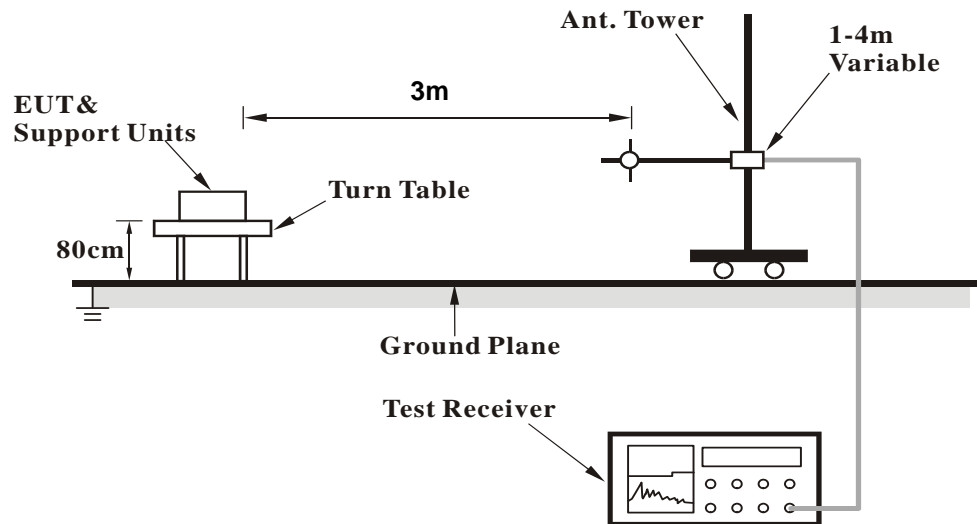 Ant. Tower
1-4m
Variable
3m
EUT&
Support Units
Turn Table
80cm
Ground Plane
Test Receiver